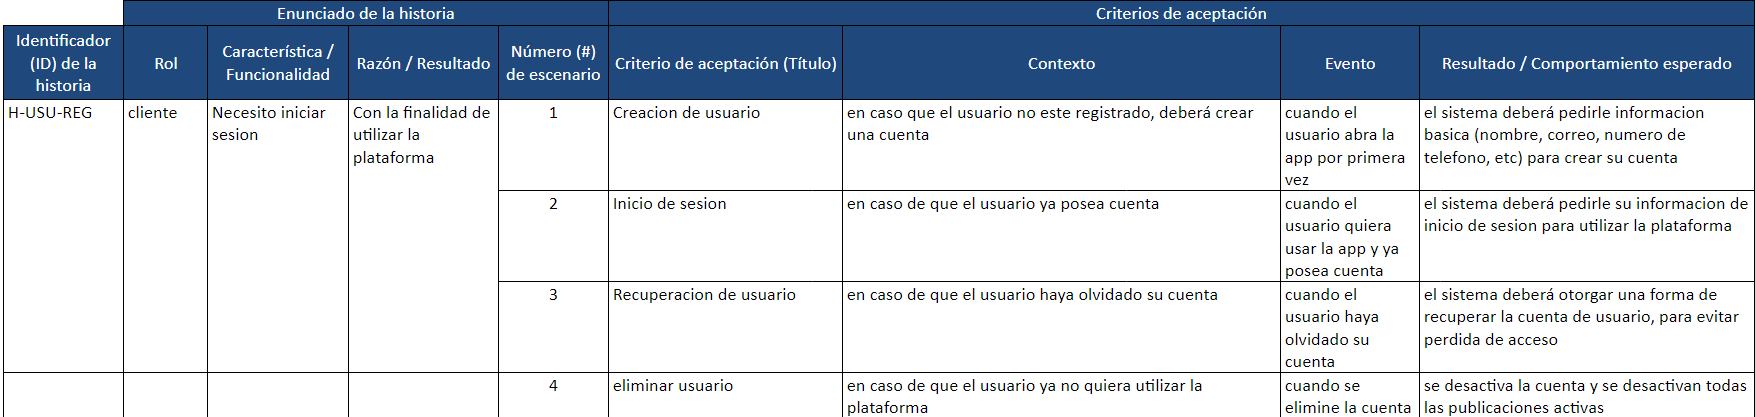 Enunciado de la historia
Criterios de aceptación
Identificador
(ID) de la
historia
Rol
Característica /
Funcionalidad
Razón / Resultado
Número (#)
de escenario
Criterio de aceptación (Título)
Contexto
Evento
Resultado / Comportamiento esperado
H-USU-REG
cliente
Necesito iniciar
sesion
Con la finalidad de
utilizar la
plataforma
1
Creacion de usuario
en caso que el usuario no este registrado, deberá crear
una cuenta
cuando el
usuario abra la
app por primera
vez
el sistema deberá pedirle informacion
basica (nombre, correo, numero de
telefono, etc) para crear su cuenta
2
Inicio de sesion
en caso de que el usuario ya posea cuenta
cuando el
usuario quiera
usar la app y ya
posea cuenta
el sistema deberá pedirle su informacion de
inicio de sesion para utilizar la plataforma
3
Recuperacion de usuario
en caso de que el usuario haya olvidado su cuenta
cuando el
usuario haya
olvidado su
cuenta
el sistema deberá otorgar una forma de
recuperar la cuenta de usuario, para evitar
perdida de acceso
4
eliminar usuario
en caso de que el usuario ya no quiera utilizar la
plataforma
cuando se
elimine la cuenta
se desactiva la cuenta y se desactivan todas
las publicaciones activas